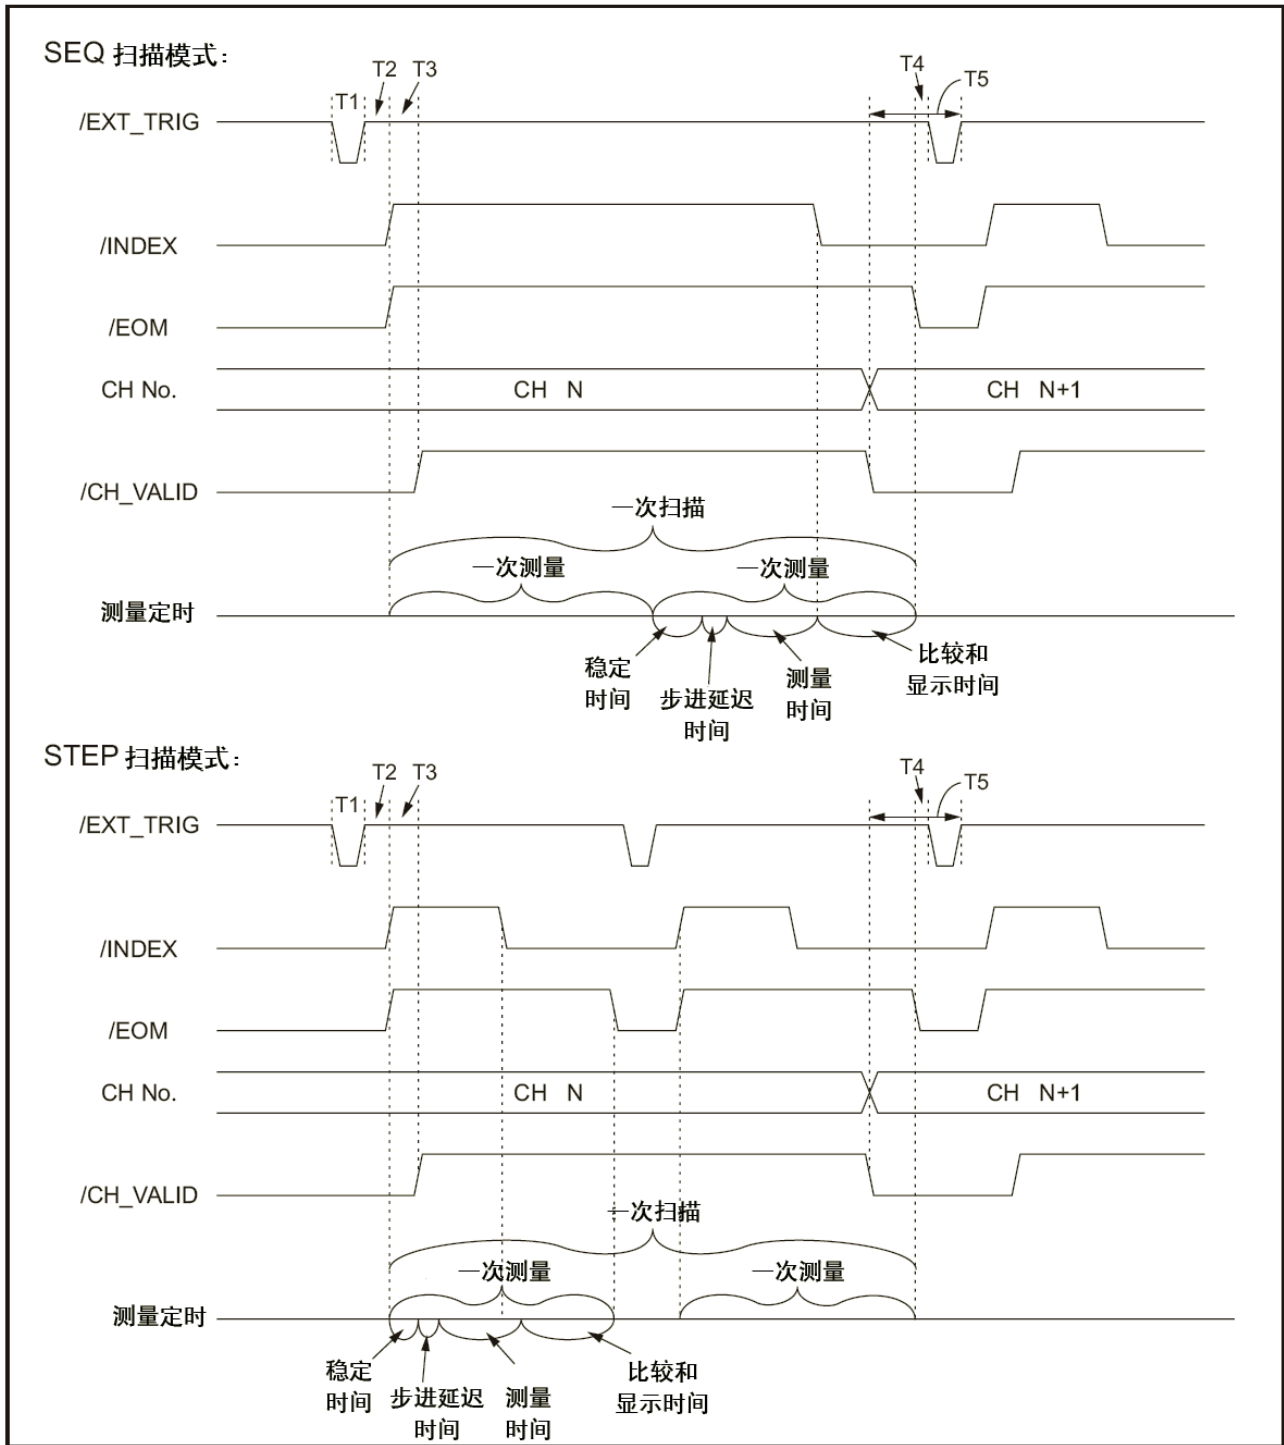 SEQ 扫描模式：
T1
T2
T3
T4
T5
/EXT_TRIG
/INDEX
/EOM
CH No.
CH N
CH N+1
/CH_VALID
一次扫描
一次测量
一次测量
测量定时
稳定
时间
步进延迟
时间
测量
时间
比较和
显示时间
STEP 扫描模式：
T1
T2
T3
T4
T5
/EXT_TRIG
/INDEX
/EOM
CH No.
CH N
CH N+1
/CH_VALID
一次扫描
一次测量
一次测量
测量定时
稳定
时间
步进延迟
时间
测量
时间
比较和
显示时间